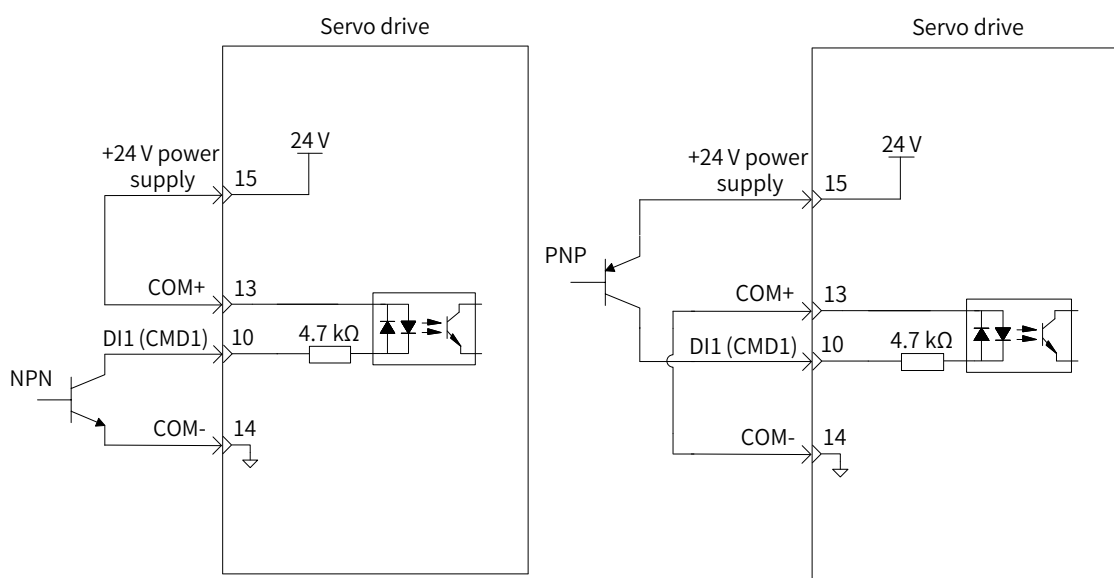 Servo drive
24 V
+24 V power
supply
15
COM+
13
DI1 (CMD1)
10
4.7 kΩ
NPN
COM-
14
Servo drive
24 V
+24 V power
supply
15
PNP
COM+
13
DI1 (CMD1)
10
4.7 kΩ
COM-
14